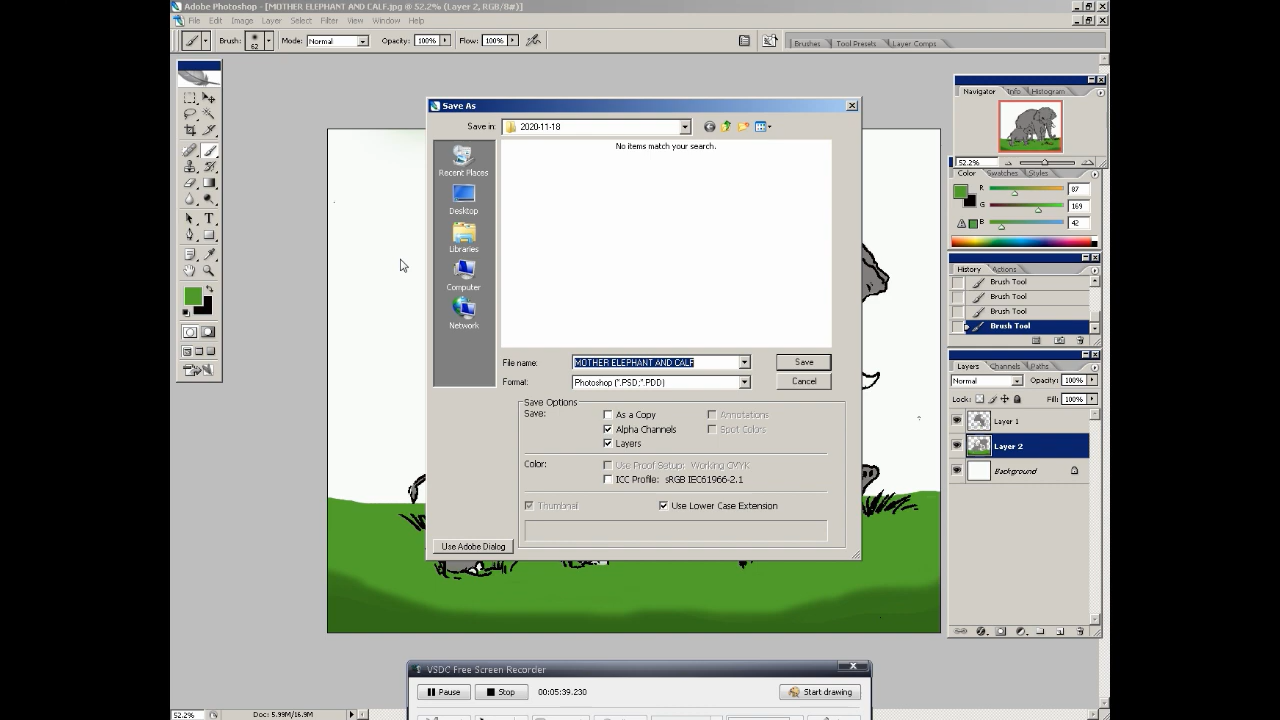 Adobe Photoshop - [MOTHER ELEPHANT AND CALF.jpg @ 52.2% (Layer 2, RGB/8#)]
File Edit Image Layer Select Filter View Window Help
Brush: 62 Mode: Normal Opacity: 100% Flow: 100% Brushes Tool Presets Layer Comps
Save As
Save in: 2020-11-18
No items match your search.
Recent Places
Desktop
Libraries
Computer
Network
File name: MOTHER ELEPHANT AND CALF Save
Format: Photoshop (*.PSD;*.PDD) Cancel
Save Options
Save: As a Copy Annotations
Alpha Channels Spot Colors
Layers
Color: Use Proof Setup: Working CMYK
ICC Profile: sRGB IEC61966-2.1
Thumbnail Use Lower Case Extension
Use Adobe Dialog
Navigator Info Histogram
52.2%
Color Swatches Styles
R 87
G 169
B 42
History Actions
Brush Tool
Brush Tool
Brush Tool
Brush Tool
Layers Channels Paths
Normal Opacity: 100%
Lock: Fill: 100%
Layer 1
Layer 2
Background
VSDC Free Screen Recorder
Pause Stop 00:05:39.230 Start drawing
52.2% Doc: 5.99M/16.9M